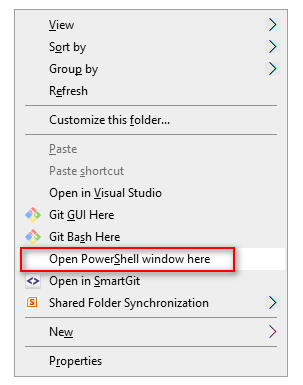 View
Sort by
Group by
Refresh
Customize this folder...
Paste
Paste shortcut
Open in Visual Studio
Git GUI Here
Git Bash Here
Open PowerShell window here
Open in SmartGit
Shared Folder Synchronization
New
Properties